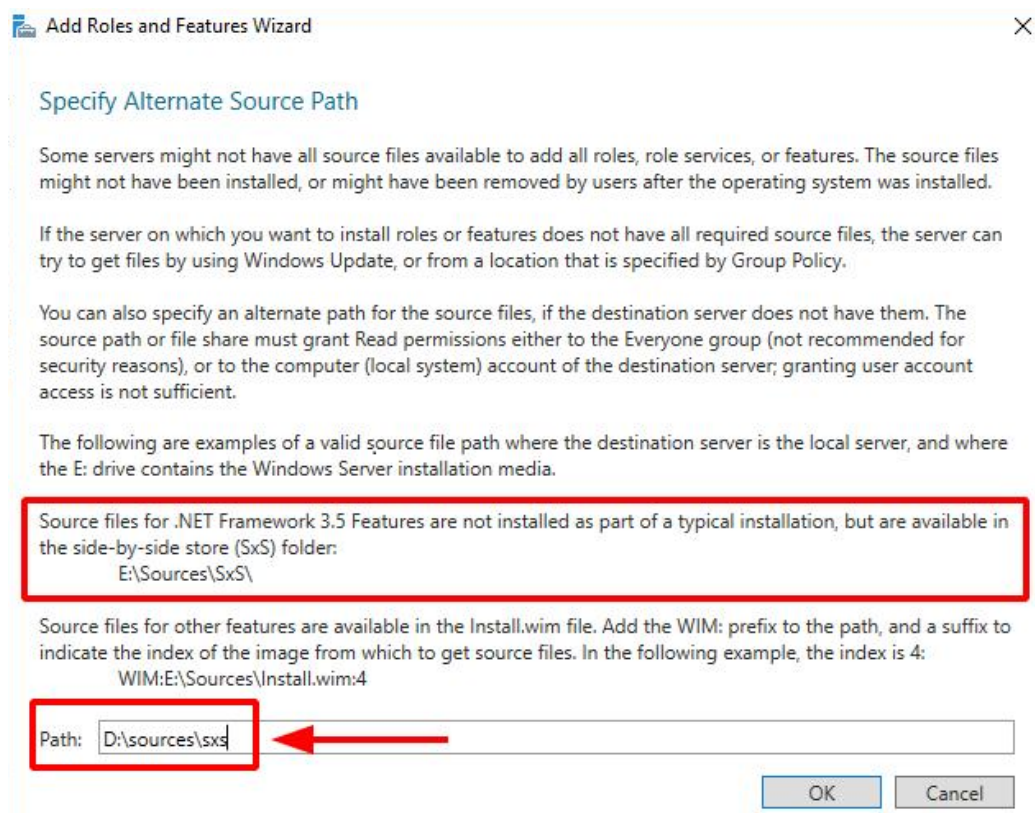 Add Roles and Features Wizard
Specify Alternate Source Path
Some servers might not have all source files available to add all roles, role services, or features. The source files
might not have been installed, or might have been removed by users after the operating system was installed.
If the server on which you want to install roles or features does not have all required source files, the server can
try to get files by using Windows Update, or from a location that is specified by Group Policy.
You can also specify an alternate path for the source files, if the destination server does not have them. The
source path or file share must grant Read permissions either to the Everyone group (not recommended for
security reasons), or to the computer (local system) account of the destination server; granting user account
access is not sufficient.
The following are examples of a valid source file path where the destination server is the local server, and where
the E: drive contains the Windows Server installation media.
Source files for .NET Framework 3.5 Features are not installed as part of a typical installation, but are available in
the side-by-side store (SxS) folder:
E:\Sources\SxS\
Source files for other features are available in the Install.wim file. Add the WIM: prefix to the path, and a suffix to
indicate the index of the image from which to get source files. In the following example, the index is 4:
WIM:E:\Sources\Install.wim:4
Path: D:\sources\sxs
OK Cancel